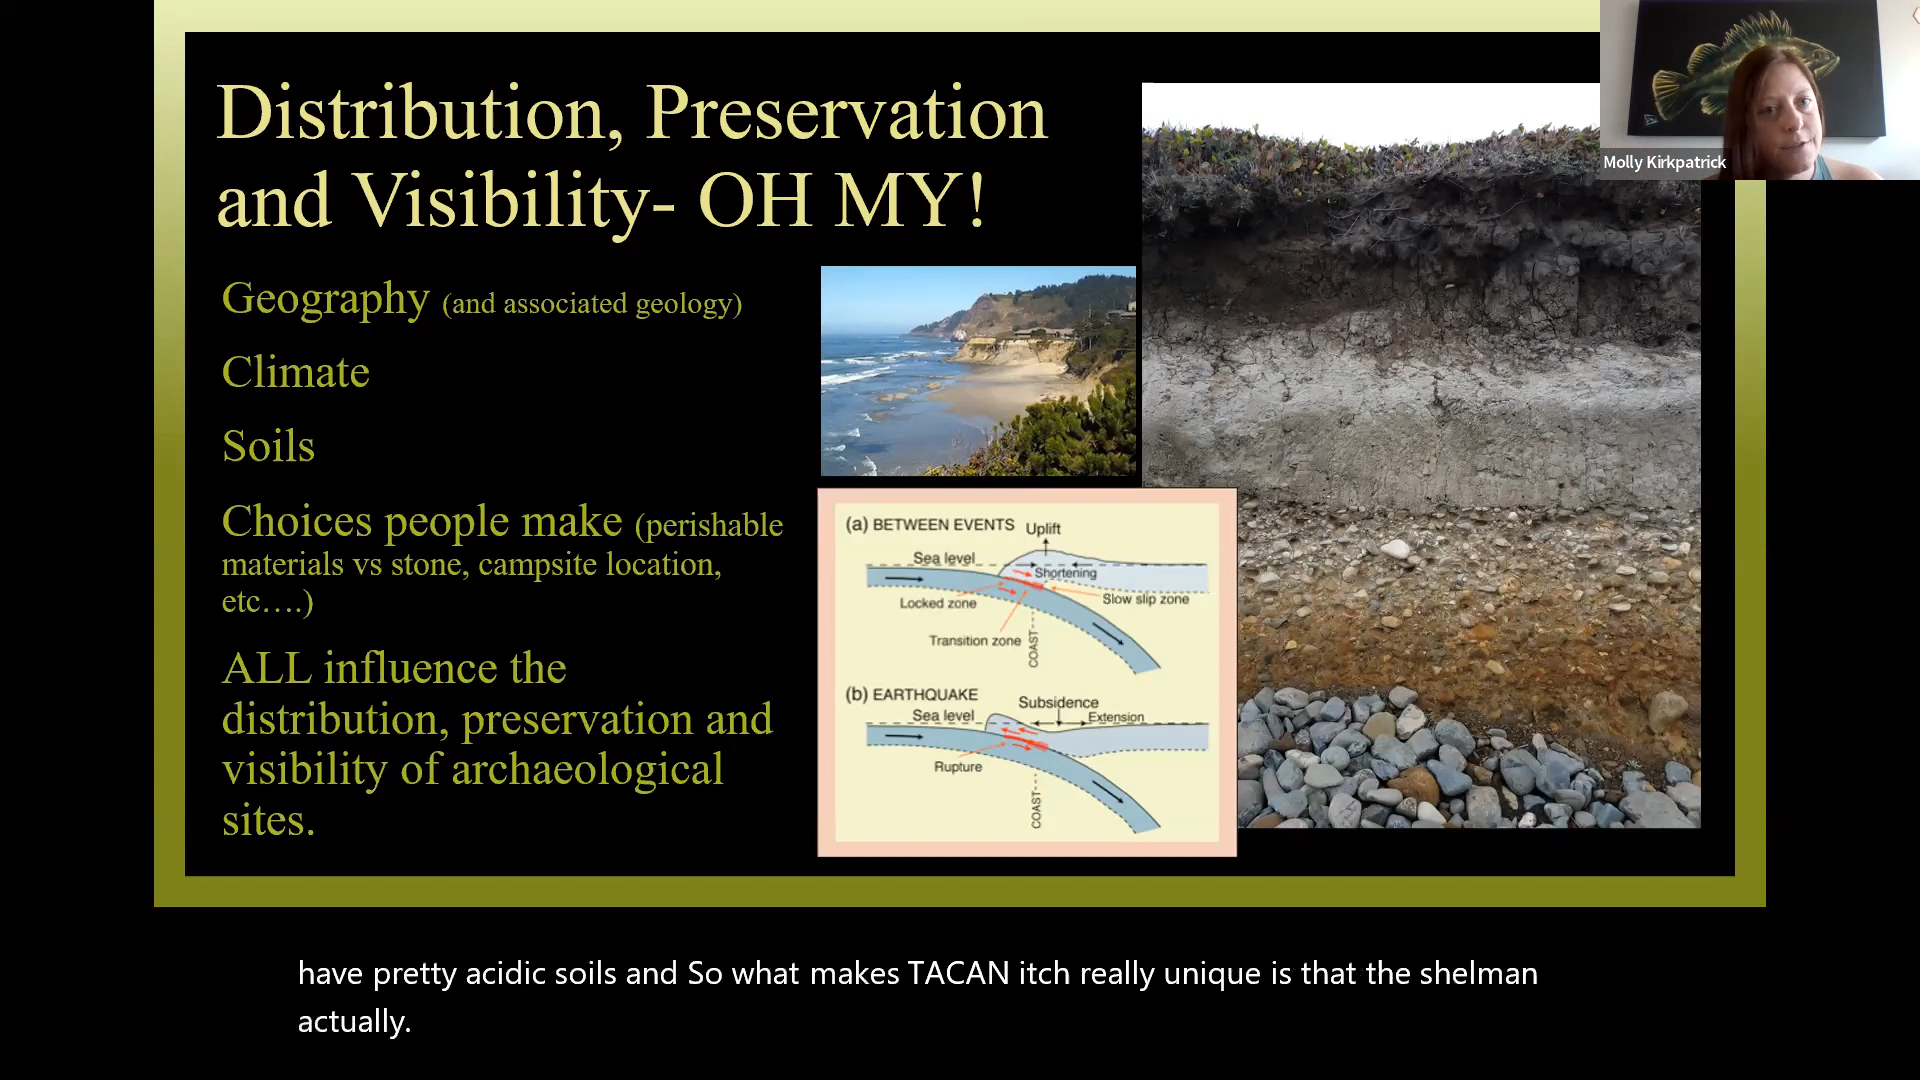 Distribution, Preservation
and Visibility- OH MY!
Geography (and associated geology)
Climate
Soils
Choices people make (perishable
materials vs stone, campsite location,
etc….)
ALL influence the
distribution, preservation and
visibility of archaeological
sites.
(a) BETWEEN EVENTS
Uplift
Sea level
Shortening
Locked zone
Slow slip zone
Transition zone
COAST
(b) EARTHQUAKE
Subsidence
Sea level
Extension
Rupture
COAST
Molly Kirkpatrick
have pretty acidic soils and So what makes TACAN itch really unique is that the shelman
actually.